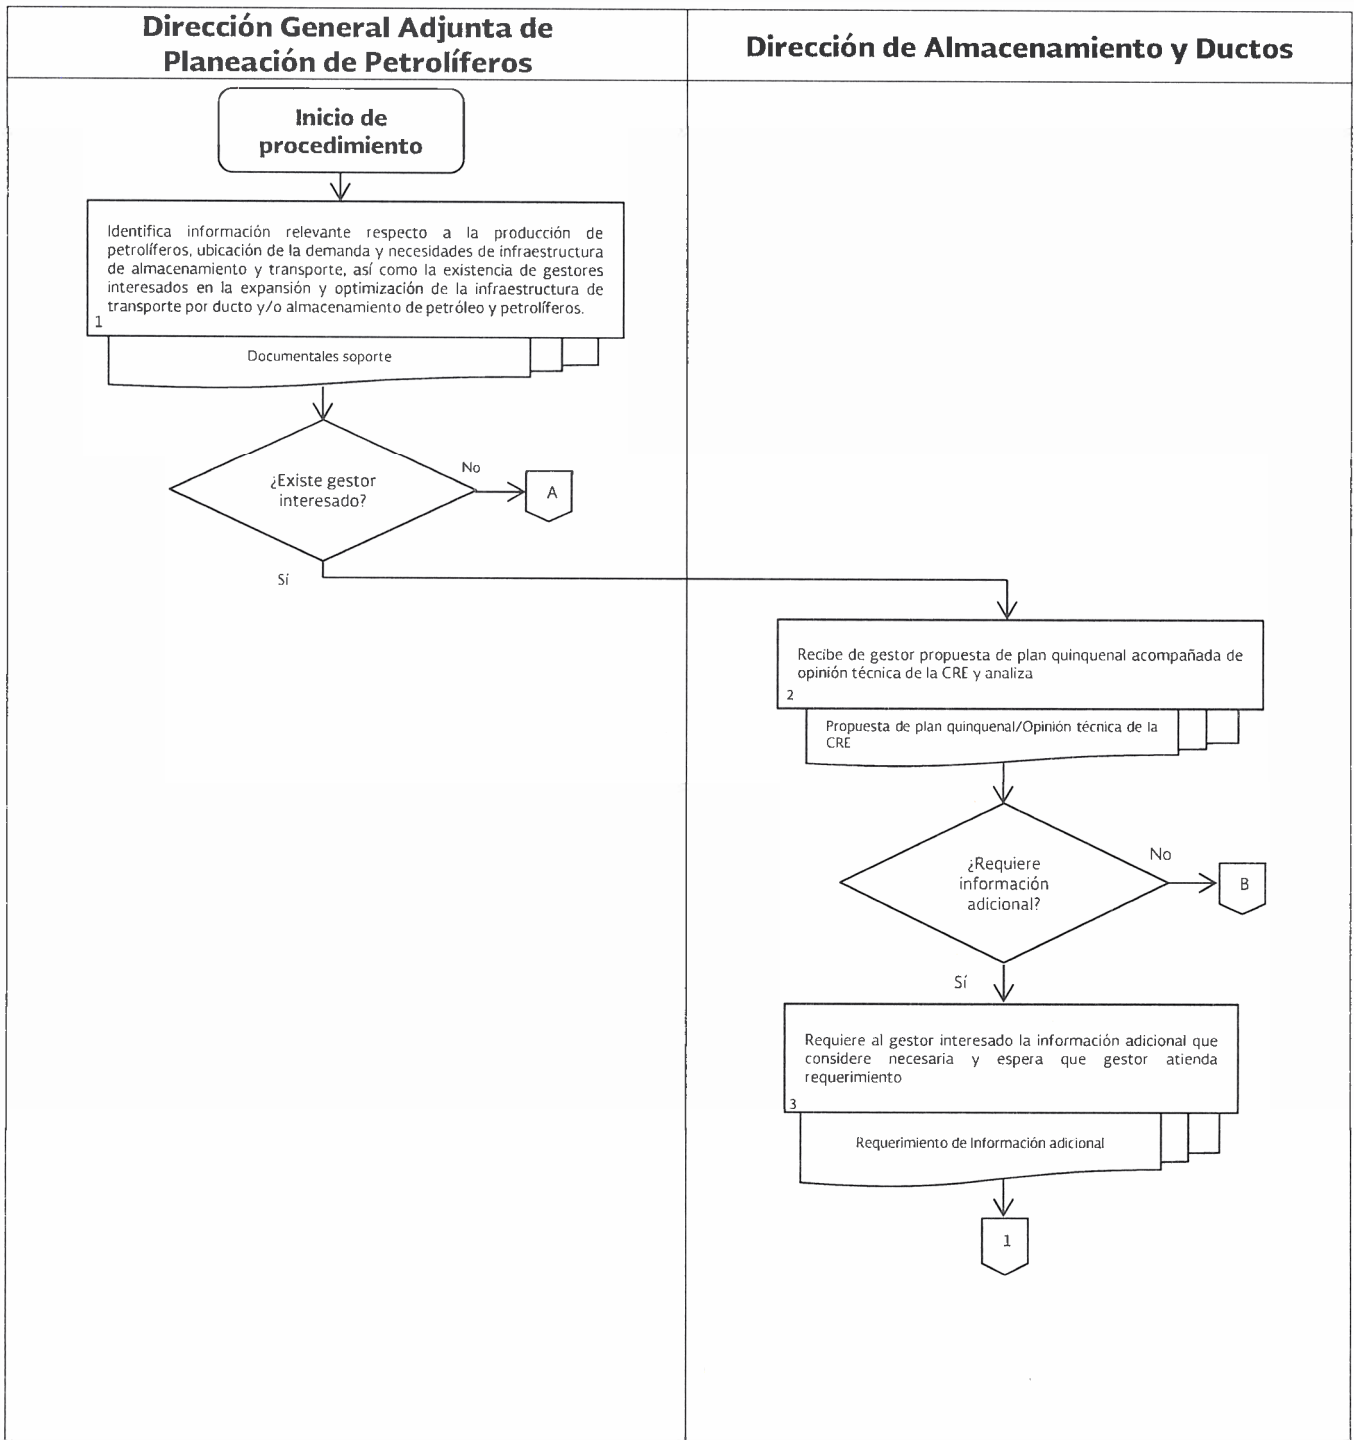 Dirección General Adjunta de
Planeación de Petrolíferos
Dirección de Almacenamiento y Ductos
Inicio de
procedimiento
Identifica información relevante respecto a la producción de
petrolíferos, ubicación de la demanda y necesidades de infraestructura
de almacenamiento y transporte, así como la existencia de gestores
interesados en la expansión y optimización de la infraestructura de
transporte por ducto y/o almacenamiento de petróleo y petrolíferos.
1
Documentales soporte
¿Existe gestor
interesado?
No
A
Sí
Recibe de gestor propuesta de plan quinquenal acompañada de
opinión técnica de la CRE y analiza
2
Propuesta de plan quinquenal/Opinión técnica de la
CRE
¿Requiere
información
adicional?
No
B
Sí
Requiere al gestor interesado la información adicional que
considere necesaria y espera que gestor atienda
requerimiento
3
Requerimiento de Información adicional
1